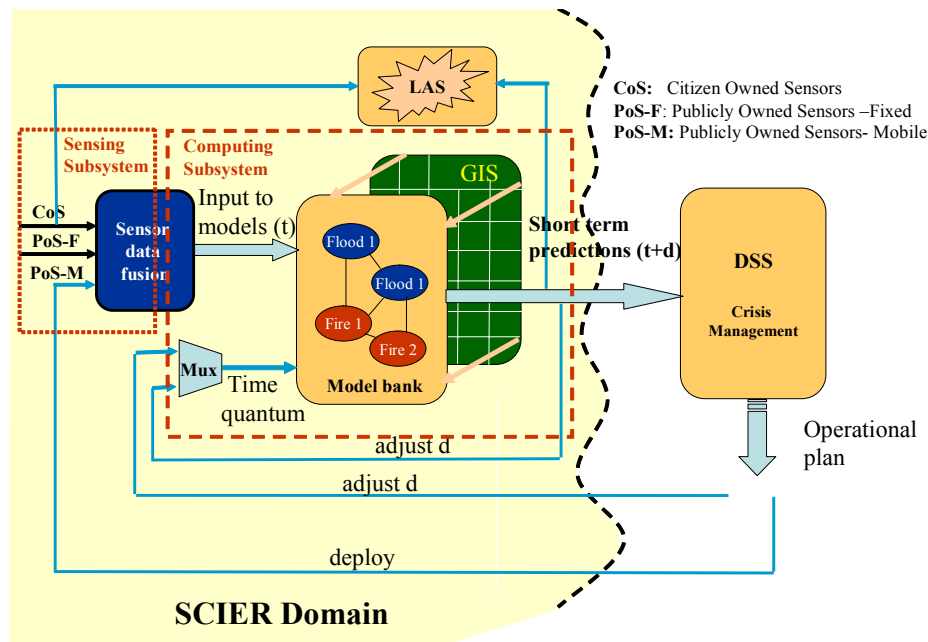 LAS
CoS: Citizen Owned Sensors
PoS-F: Publicly Owned Sensors –Fixed
PoS-M: Publicly Owned Sensors- Mobile
Sensing
Subsystem
Computing
Subsystem
GIS
CoS
PoS-F
PoS-M
Sensor
data
fusion
Input to
models (t)
Flood 1
Flood 1
Fire 1
Fire 2
Model bank
Short term
predictions (t+d)
DSS
Crisis
Management
Mux
Time
quantum
adjust d
adjust d
Operational
plan
deploy
SCIER Domain